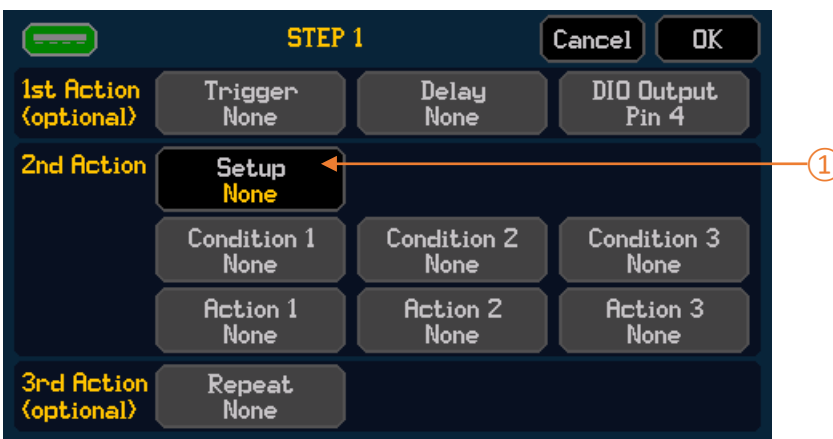 STEP 1
Cancel
OK
1st Action
(optional)
Trigger
None
Delay
None
DIO Output
Pin 4
2nd Action
Setup
None
1
Condition 1
None
Condition 2
None
Condition 3
None
Action 1
None
Action 2
None
Action 3
None
3rd Action
(optional)
Repeat
None